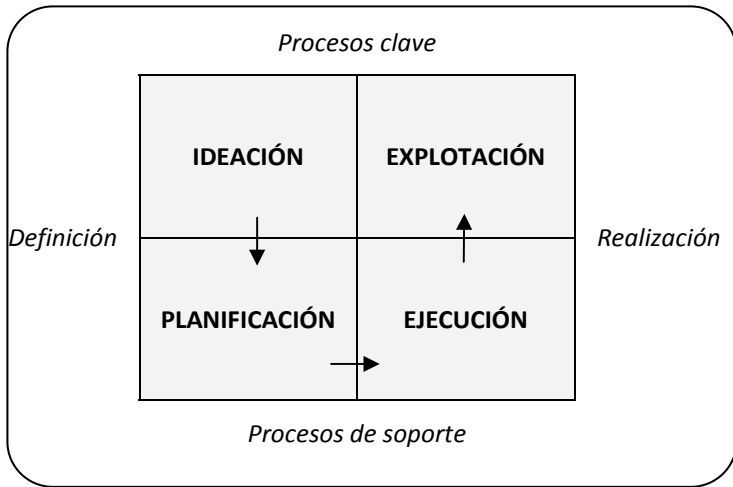 Procesos clave
IDEACIÓN
EXPLOTACIÓN
Definición
Realización
PLANIFICACIÓN
EJECUCIÓN
Procesos de soporte